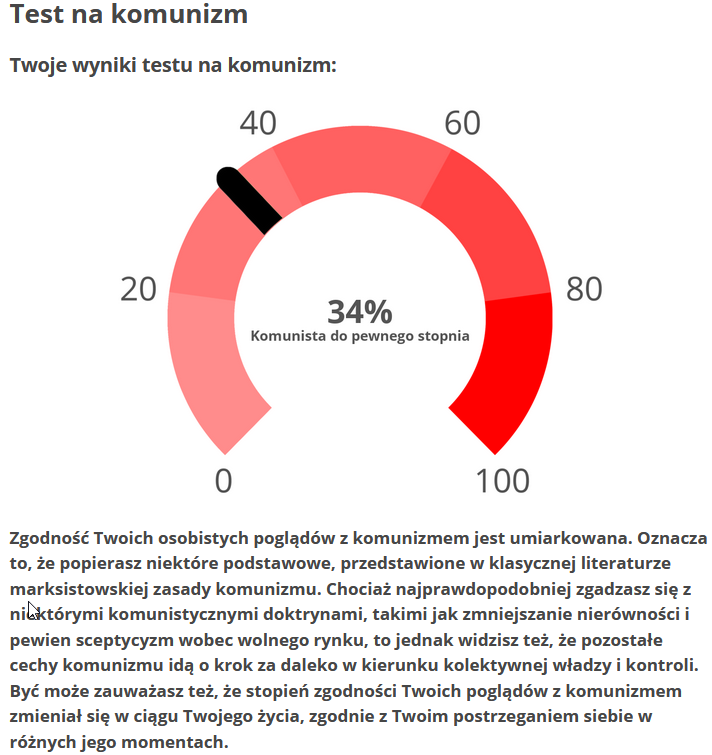 Test na komunizm
Twoje wyniki testu na komunizm:
40
60
20
80
34%
Komunista do pewnego stopnia
0
100
Zgodność Twoich osobistych poglądów z komunizmem jest umiarkowana. Oznacza
to, że popierasz niektóre podstawowe, przedstawione w klasycznej literaturze
marksistowskiej zasady komunizmu. Chociaż najprawdopodobniej zgadzasz się z
niektórymi komunistycznymi doktrynami, takimi jak zmniejszanie nierówności i
pewien sceptycyzm wobec wolnego rynku, to jednak widzisz też, że pozostałe
cechy komunizmu idą o krok za daleko w kierunku kolektywnej władzy i kontroli.
Być może zauważasz też, że stopień zgodności Twoich poglądów z komunizmem
zmieniał się w ciągu Twojego życia, zgodnie z Twoim postrzeganiem siebie w
różnych jego momentach.